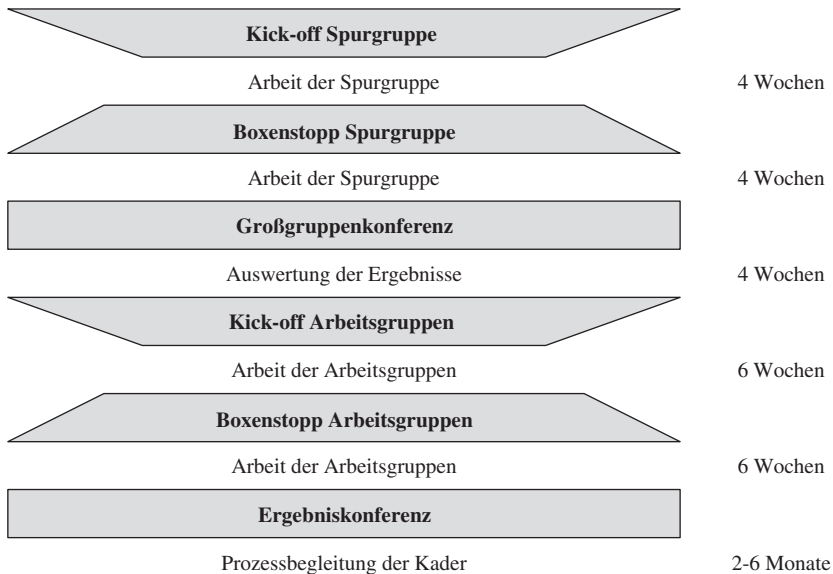 Kick-off Spurgruppe
Arbeit der Spurgruppe 4 Wochen
Boxenstopp Spurgruppe
Arbeit der Spurgruppe 4 Wochen
Großgruppenkonferenz
Auswertung der Ergebnisse 4 Wochen
Kick-off Arbeitsgruppen
Arbeit der Arbeitsgruppen 6 Wochen
Boxenstopp Arbeitsgruppen
Arbeit der Arbeitsgruppen 6 Wochen
Ergebniskonferenz
Prozessbegleitung der Kader 2-6 Monate